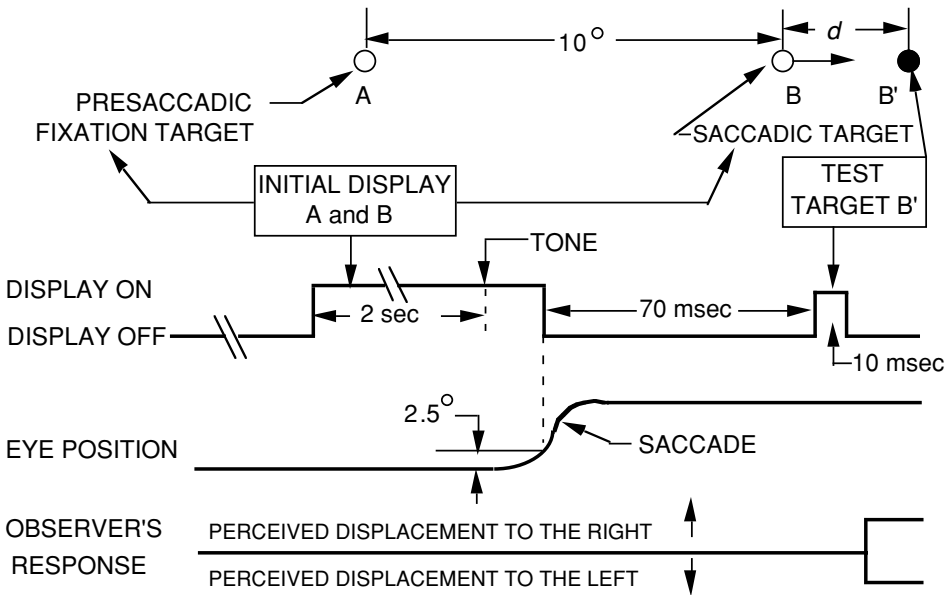 10°
d
A
B
B'
PRESACCADIC
FIXATION TARGET
SACCADIC TARGET
INITIAL DISPLAY
A and B
TEST
TARGET B'
TONE
DISPLAY ON
2 sec
70 msec
DISPLAY OFF
10 msec
2.5°
EYE POSITION
SACCADE
OBSERVER'S
RESPONSE
PERCEIVED DISPLACEMENT TO THE RIGHT
PERCEIVED DISPLACEMENT TO THE LEFT